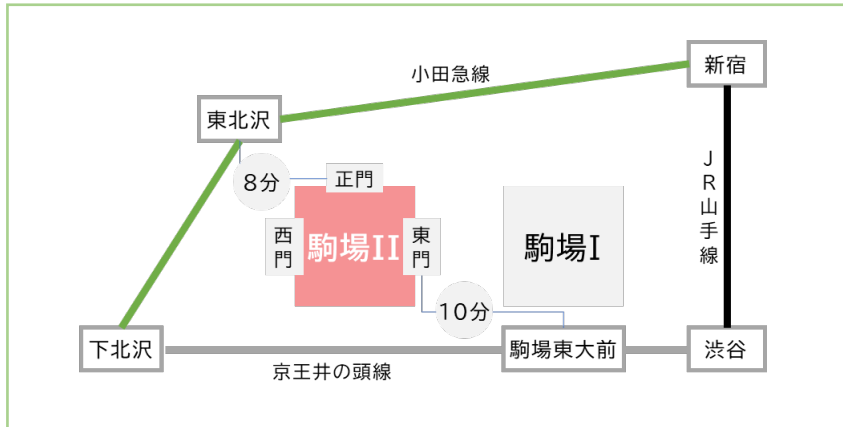 新宿
小田急線
東北沢
JR山手線
8分
正門
西門
駒場II
東門
駒場I
10分
下北沢
駒場東大前
渋谷
京王井の頭線